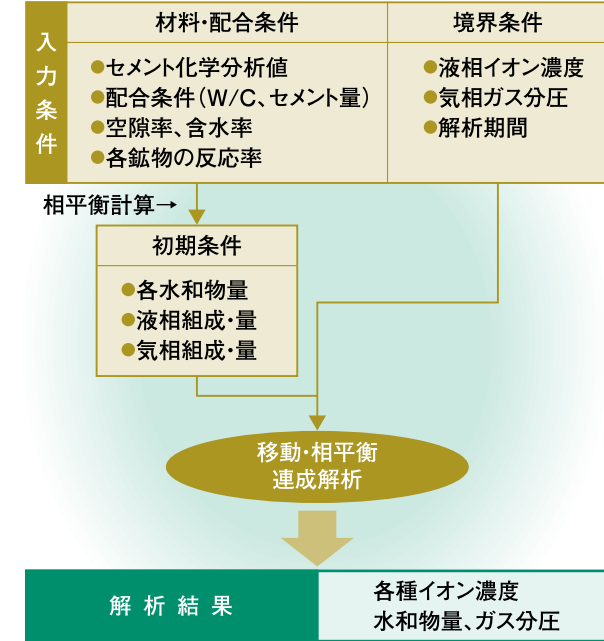 入力条件
材料・配合条件
●セメント化学分析値
●配合条件（W/C、セメント量）
●空隙率、含水率
●各鉱物の反応率
境界条件
●液相イオン濃度
●気相ガス分圧
●解析期間
相平衡計算→
初期条件
●各水和物量
●液相組成・量
●気相組成・量
移動・相平衡
連成解析
解析結果
各種イオン濃度
水和物量、ガス分圧